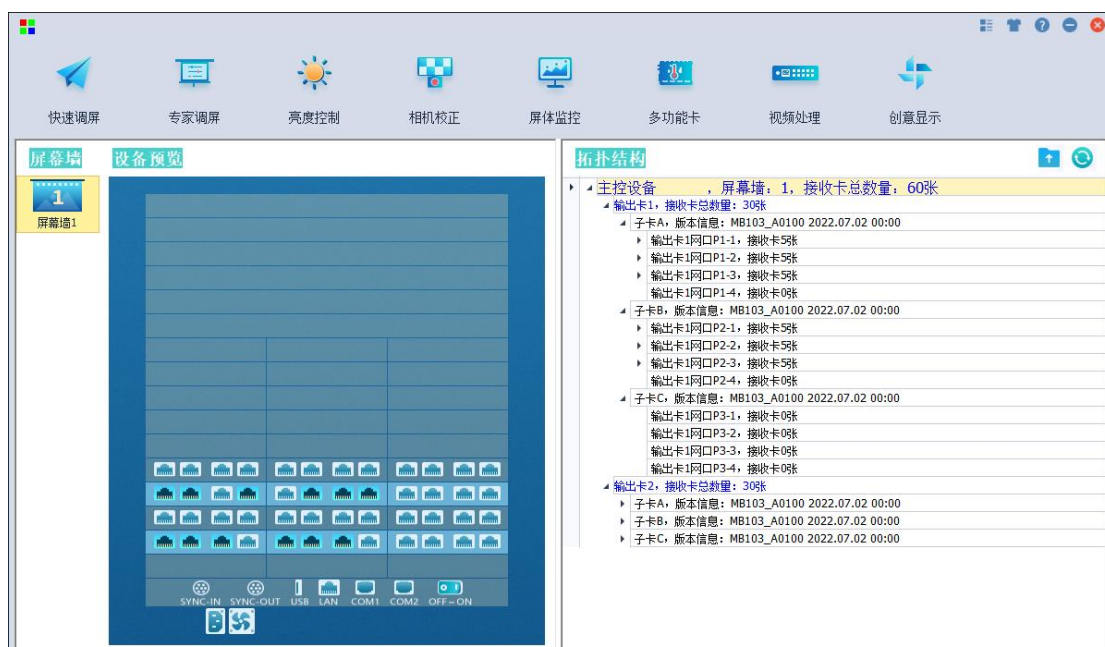 快速调屏 专家调屏 亮度控制 相机校正 屏体监控 多功能卡 视频处理 创意显示
屏幕墙 设备预览 拓扑结构
1
屏幕墙1
主控设备 ，屏幕墙：1，接收卡总数量：60张
输出卡1，接收卡总数量：30张
子卡A，版本信息：MB103_A0100 2022.07.02 00:00
输出卡1网口P1-1，接收卡5张
输出卡1网口P1-2，接收卡5张
输出卡1网口P1-3，接收卡5张
输出卡1网口P1-4，接收卡0张
子卡B，版本信息：MB103_A0100 2022.07.02 00:00
输出卡1网口P2-1，接收卡5张
输出卡1网口P2-2，接收卡5张
输出卡1网口P2-3，接收卡5张
输出卡1网口P2-4，接收卡0张
子卡C，版本信息：MB103_A0100 2022.07.02 00:00
输出卡1网口P3-1，接收卡0张
输出卡1网口P3-2，接收卡0张
输出卡1网口P3-3，接收卡0张
输出卡1网口P3-4，接收卡0张
输出卡2，接收卡总数量：30张
子卡A，版本信息：MB103_A0100 2022.07.02 00:00
子卡B，版本信息：MB103_A0100 2022.07.02 00:00
子卡C，版本信息：MB103_A0100 2022.07.02 00:00
SYNC-IN SYNC-OUT USB LAN COM1 COM2 OFF-ON